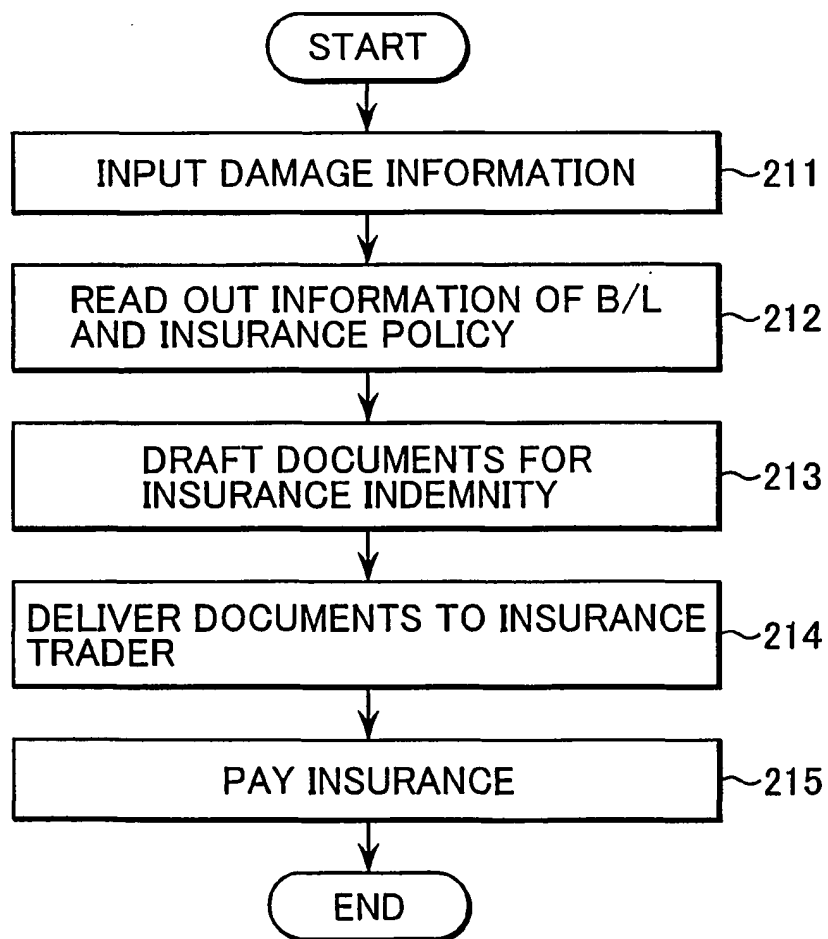 START
INPUT DAMAGE INFORMATION
211
READ OUT INFORMATION OF B/L
AND INSURANCE POLICY
212
DRAFT DOCUMENTS FOR
INSURANCE INDEMNITY
213
DELIVER DOCUMENTS TO INSURANCE
TRADER
214
PAY INSURANCE
215
END